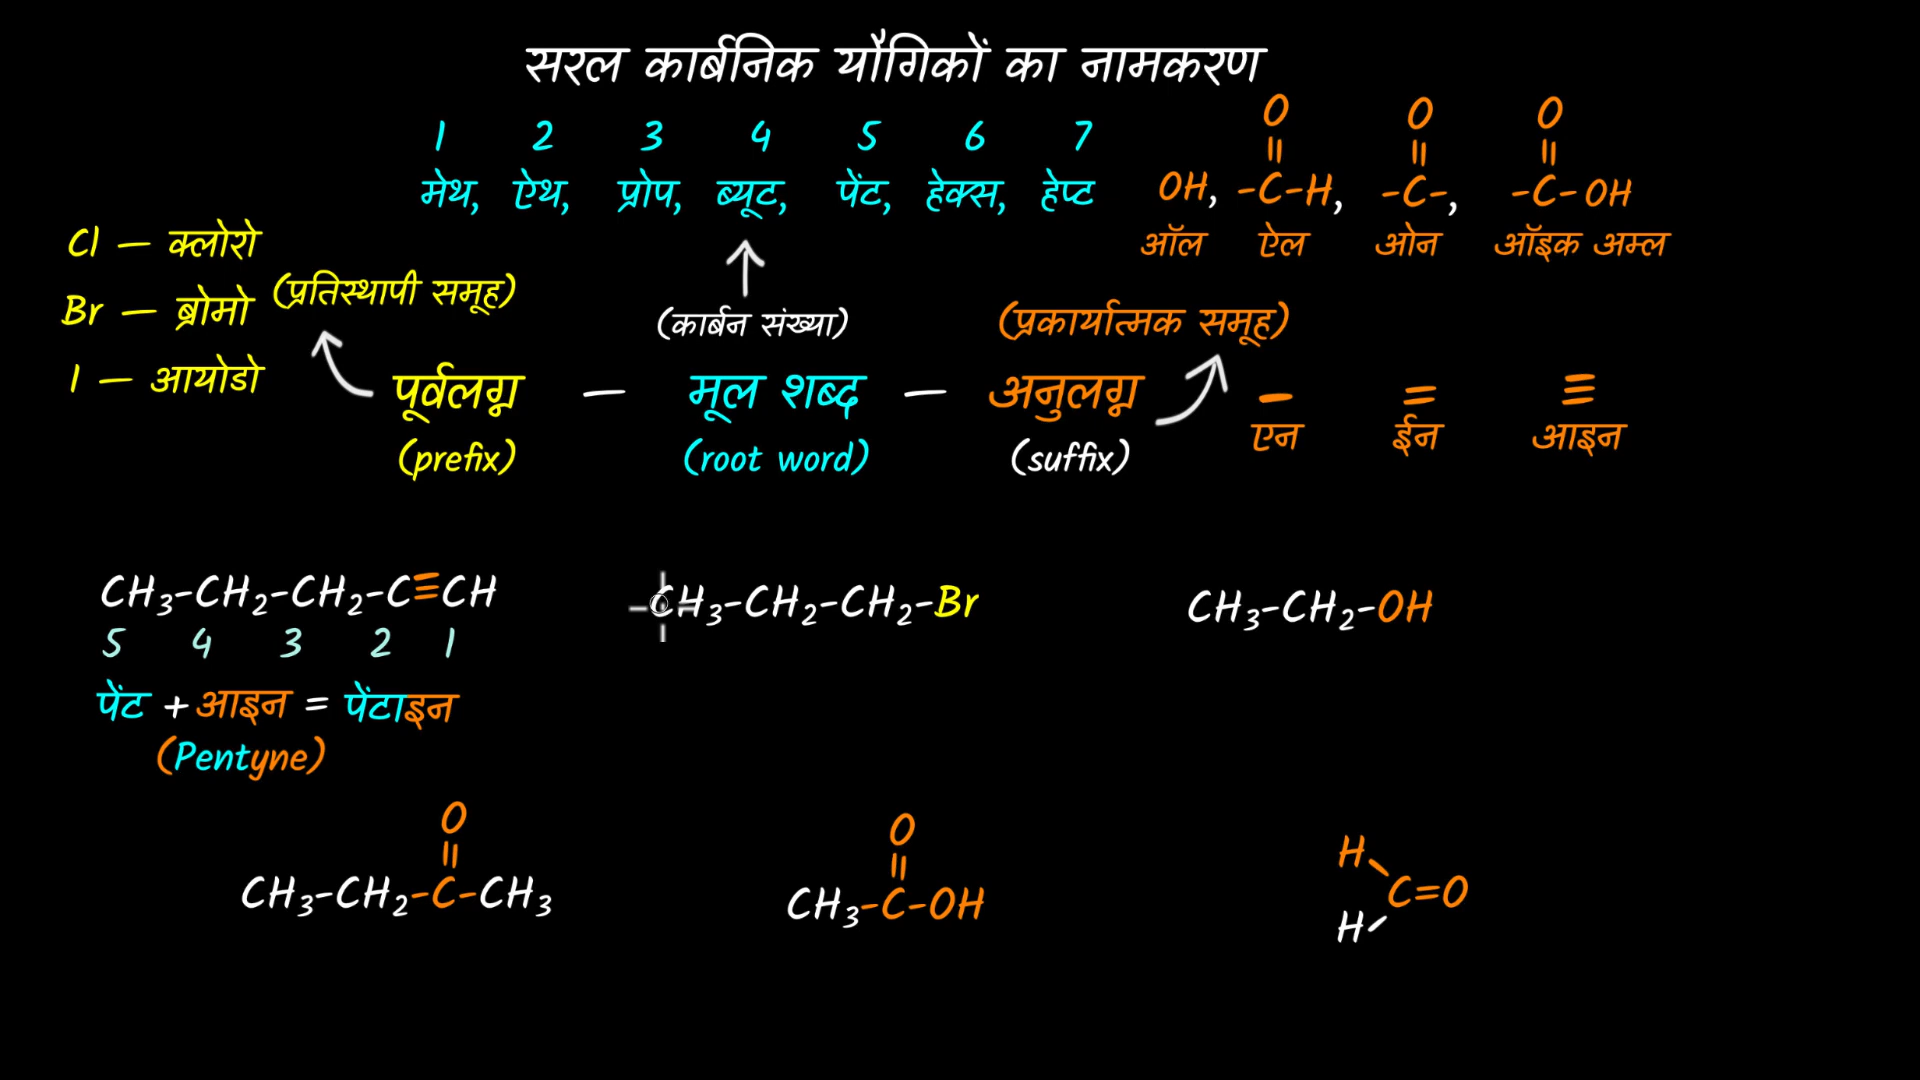 सरल कार्बनिक यौगिकों का नामकरण
1 2 3 4 5 6 7
मेथ, ऐथ, प्रोप, ब्यूट, पेंट, हेक्स, हेप्ट
O O O
|| || ||
OH, -C-H, -C-, -C-OH
ऑल ऐल ओन ऑइक अम्ल
Cl — क्लोरो
Br — ब्रोमो
I — आयोडो
(प्रतिस्थापी समूह)
(कार्बन संख्या)
(प्रकार्यात्मक समूह)
पूर्वलग्न — मूल शब्द — अनुलग्न
(prefix) (root word) (suffix)
− = ≡
एन ईन आइन
CH₃-CH₂-CH₂-C≡CH
5 4 3 2 1
पेंट + आइन = पेंटाइन
(Pentyne)
CH₃-CH₂-CH₂-Br
CH₃-CH₂-OH
O
||
CH₃-CH₂-C-CH₃
O
||
CH₃-C-OH
H
C=O
H